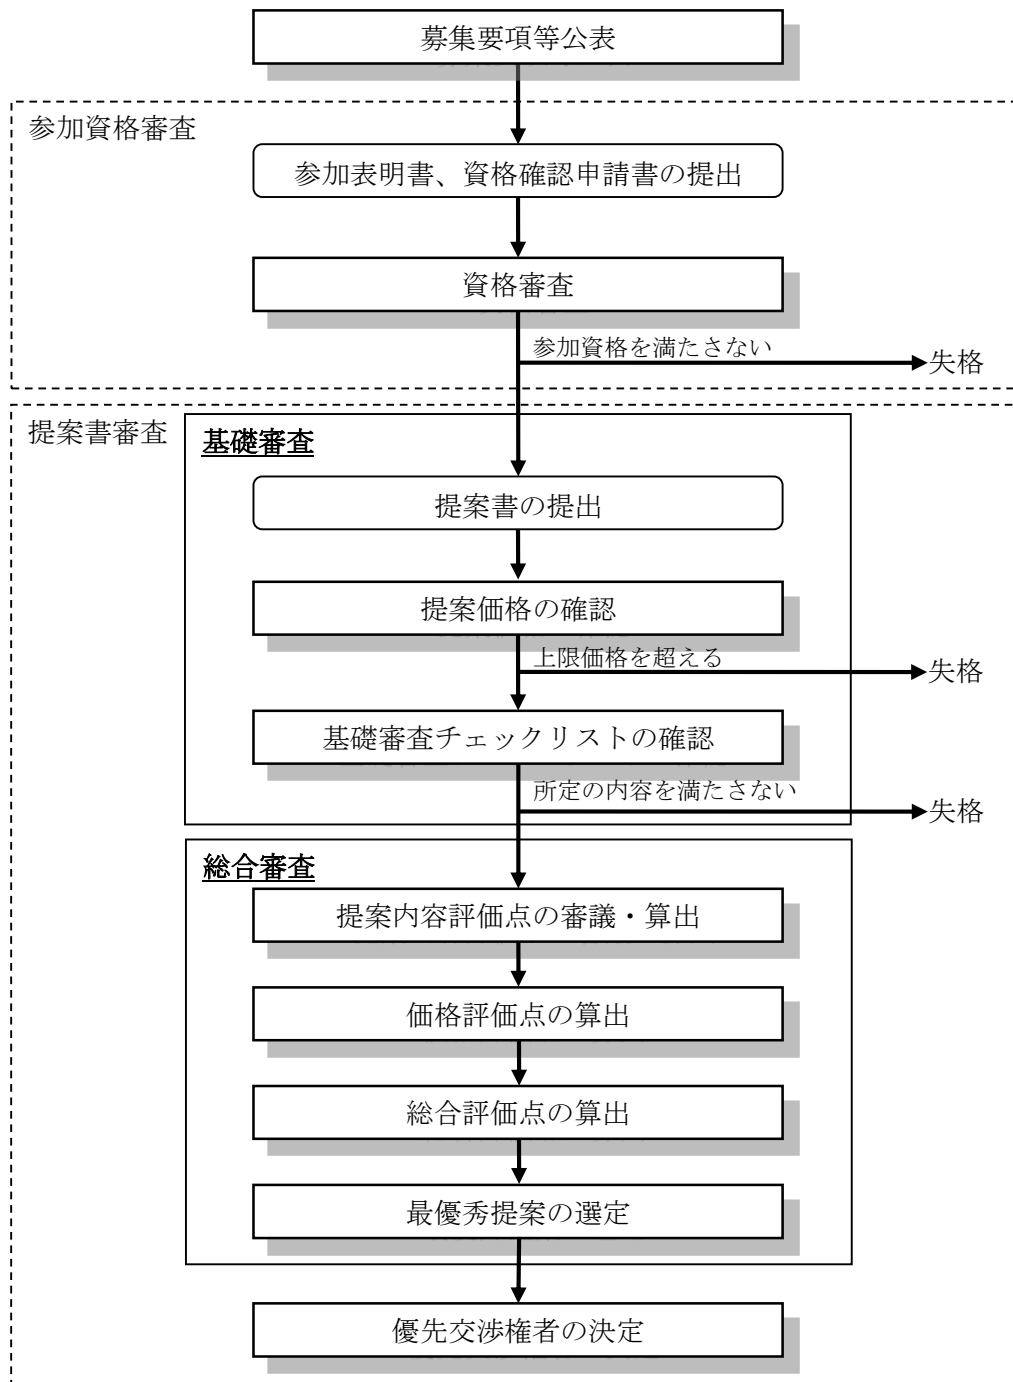 募集要項等公表
参加資格審査
参加表明書、資格確認申請書の提出
資格審査
参加資格を満たさない
失格
提案書審査
基礎審査
提案書の提出
提案価格の確認
上限価格を超える
失格
基礎審査チェックリストの確認
所定の内容を満たさない
失格
総合審査
提案内容評価点の審議・算出
価格評価点の算出
総合評価点の算出
最優秀提案の選定
優先交渉権者の決定